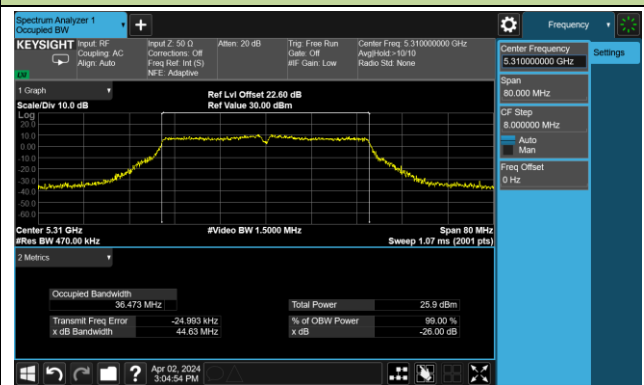 Spectrum Analyzer 1
Occupied BW
Frequency
KEYSIGHT
Input: RF
Coupling: AC
Align: Auto
Input Z: 50 Ω
Corrections: Off
Freq Ref: Int (S)
NFE: Adaptive
Atten: 20 dB
Trig: Free Run
Gate: Off
#IF Gain: Low
Center Freq: 5.310000000 GHz
Avg|Hold:>10/10
Radio Std: None
1 Graph
Scale/Div 10.0 dB
Ref Lvl Offset 22.60 dB
Ref Value 30.00 dBm
Log
20.0
10.0
0.00
-10.0
-20.0
-30.0
-40.0
-50.0
-60.0
Center 5.31 GHz
#Res BW 470.00 kHz
#Video BW 1.5000 MHz
Span 80 MHz
Sweep 1.07 ms (2001 pts)
2 Metrics
Occupied Bandwidth
36.473 MHz
Total Power 25.9 dBm
Transmit Freq Error -24.993 kHz
% of OBW Power 99.00 %
x dB Bandwidth 44.63 MHz
x dB -26.00 dB
Center Frequency
5.310000000 GHz
Settings
Span
80.000 MHz
CF Step
8.000000 MHz
Auto
Man
Freq Offset
0 Hz
Apr 02, 2024
3:04:54 PM